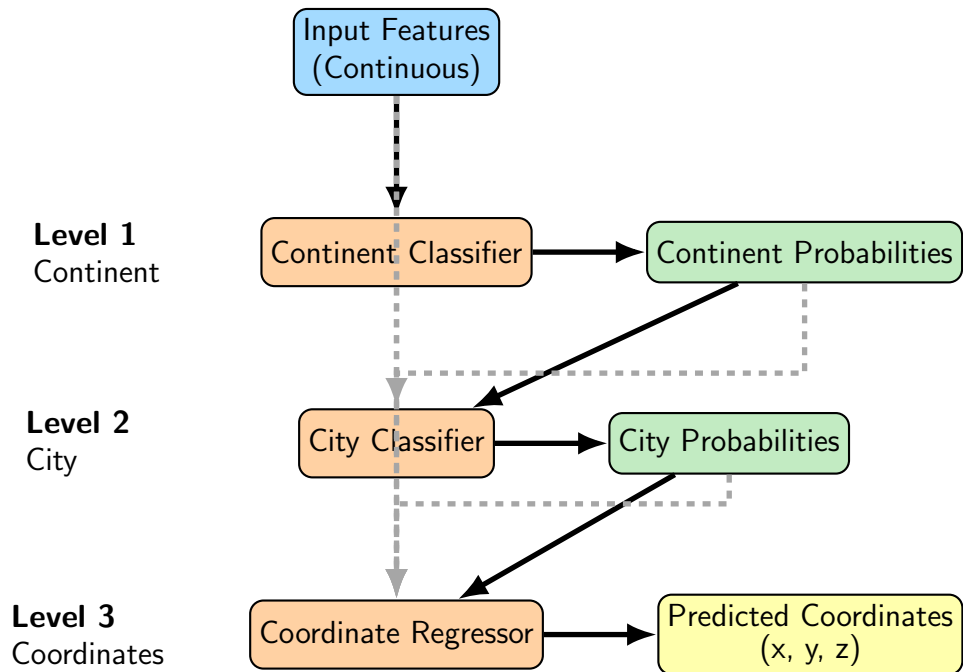 Input Features
(Continuous)
Level 1
Continent
Continent Classifier
Continent Probabilities
Level 2
City
City Classifier
City Probabilities
Level 3
Coordinates
Coordinate Regressor
Predicted Coordinates
(x, y, z)